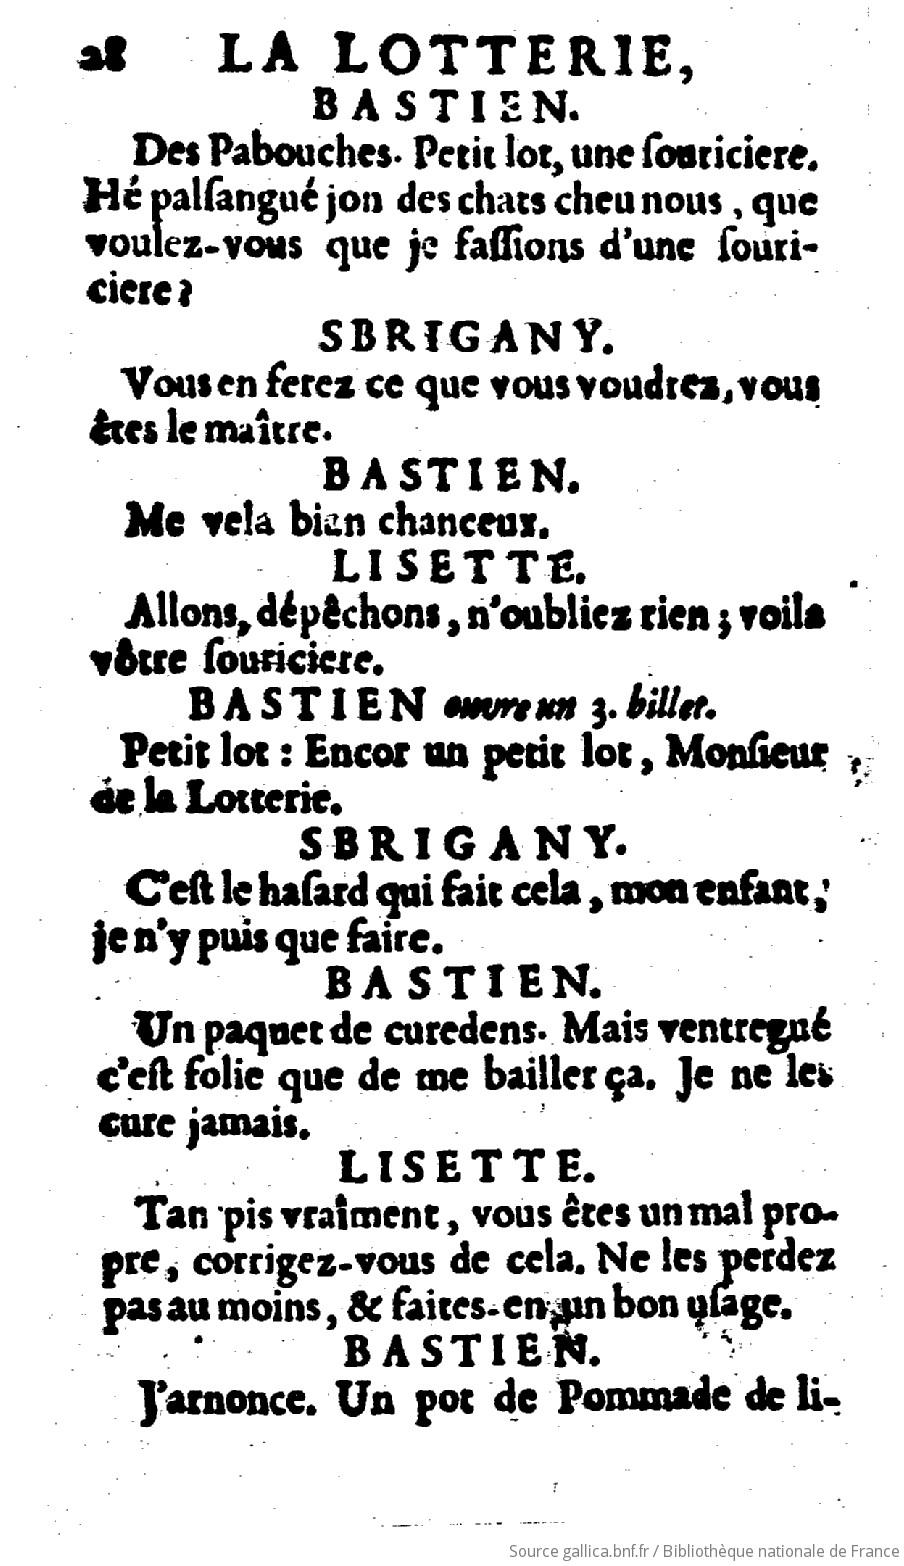 28 LA LOTTERIE,
BASTIEN.
Des Pabouches. Petit lot, une ſouriciere.
Hé palſangué jon des chats cheu nous, que
voulez-vous que je faſſions d'une ſouri-
ciere?
SBRIGANY.
Vous en ferez ce que vous voudrez, vous
êtes le maître.
BASTIEN.
Me vela bian chanceux.
LISETTE.
Allons, dépêchons, n'oubliez rien; voila
vôtre ſouriciere.
BASTIEN ouvre un 3. billet.
Petit lot: Encor un petit lot, Monſieur
de la Lotterie.
SBRIGANY.
C'eſt le haſard qui fait cela, mon enfant,
je n'y puis que faire.
BASTIEN.
Un paquet de curedens. Mais ventregué
c'eſt folie que de me bailler ça. Je ne les
cure jamais.
LISETTE.
Tan pis vraîment, vous êtes un mal pro-
pre, corrigez-vous de cela. Ne les perdez
pas au moins, & faites-en un bon uſage.
BASTIEN.
J'arnonce. Un pot de Pommade de li-
Source gallica.bnf.fr / Bibliothèque nationale de France